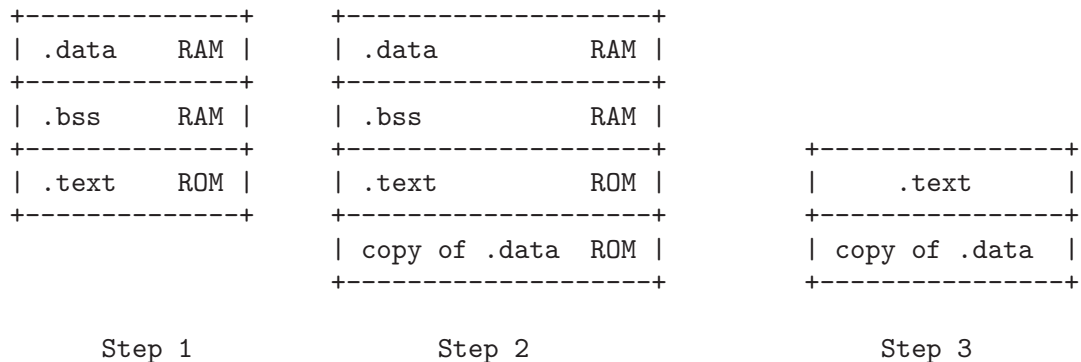 +--------------+     +-------------------+
| .data    RAM |     | .data         RAM |
+--------------+     +-------------------+
| .bss     RAM |     | .bss          RAM |
+--------------+     +-------------------+         +----------------+
| .text    ROM |     | .text         ROM |         |     .text      |
+--------------+     +-------------------+         +----------------+
                     | copy of .data ROM |         | copy of .data  |
                     +-------------------+         +----------------+
Step 1               Step 2                        Step 3